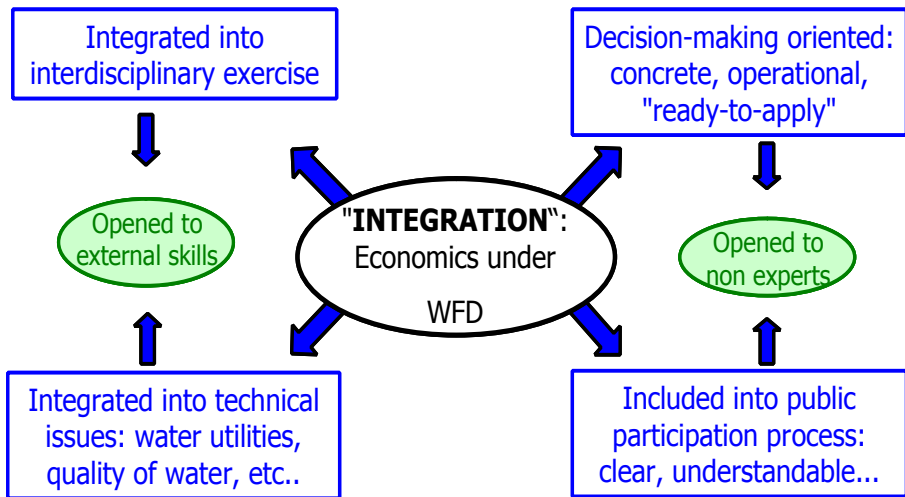 Integrated into
interdisciplinary exercise
Decision-making oriented:
concrete, operational,
"ready-to-apply"
Opened to
external skills
"INTEGRATION“:
Economics under
WFD
Opened to
non experts
Integrated into technical
issues: water utilities,
quality of water, etc..
Included into public
participation process:
clear, understandable...